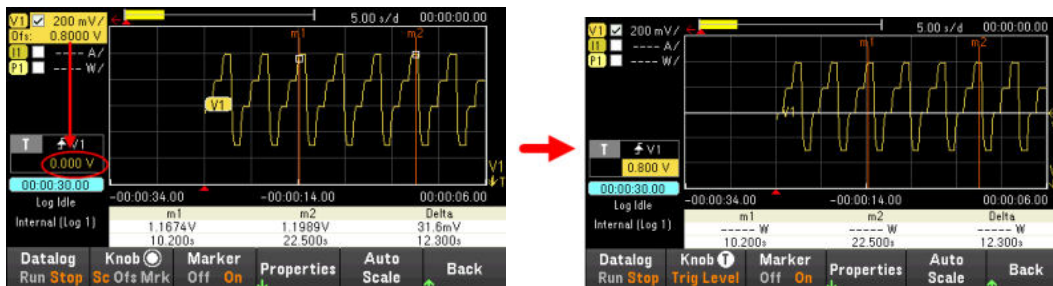 V1 200 mV/
Ofs: 0.8000 V
I1 ---- A/
P1 ---- W/
5.00 s/d 00:00:00.00
m1 m2
V1
T V1
0.000 V
00:00:30.00
Log Idle
Internal (Log 1)
V1
T
-00:00:34.00 -00:00:14.00 00:00:06.00
m1 m2 Delta
1.1674V 1.1989V 31.6mV
10.200s 22.500s 12.300s
Datalog Knob Marker Properties Auto Back
Run Stop Sc Ofs Mrk Off On Scale
V1 200 mV/
I1 ---- A/
P1 ---- W/
5.00 s/d 00:00:00.00
m1 m2
V1
T V1
0.800 V
00:00:30.00
Log Idle
Internal (Log 1)
-00:00:34.00 -00:00:14.00 00:00:06.00
m1 m2 Delta
----- W ----- W ----- W
10.200s 22.500s 12.300s
Datalog Knob T Marker Properties Auto Back
Run Stop Trig Level Off On Scale